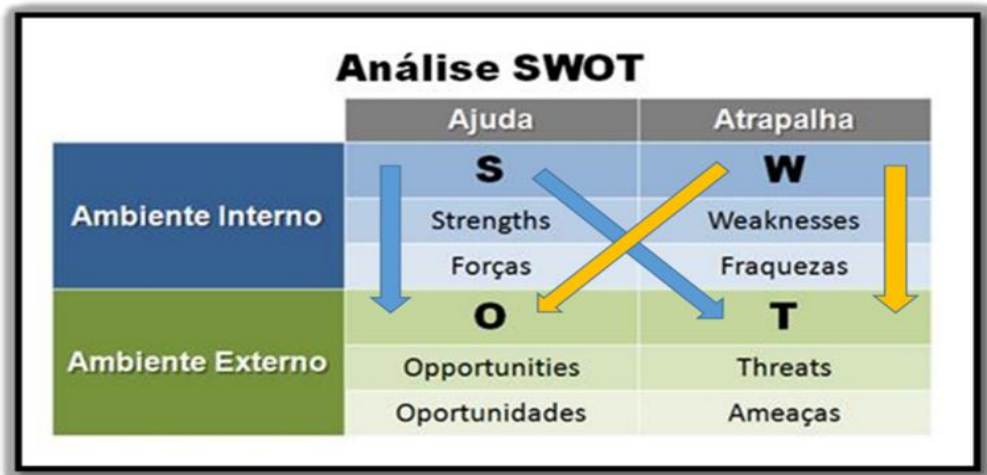 Análise SWOT
Ajuda Atrapalha
S W
Ambiente Interno Strengths Weaknesses
Forças Fraquezas
O T
Ambiente Externo Opportunities Threats
Oportunidades Ameaças